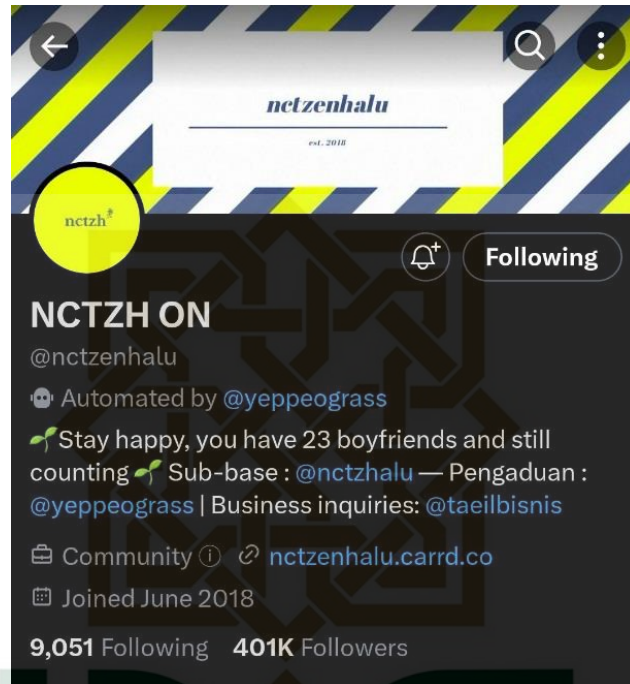 nctzenhalu
est. 2018
nctzh
Following
NCTZH ON
@nctzenhalu
Automated by @yeppeograss
🌱Stay happy, you have 23 boyfriends and still
counting 🌱 Sub-base : @nctzhalu — Pengaduan :
@yeppeograss | Business inquiries: @taeilbisnis
Community nctzenhalu.carrd.co
Joined June 2018
9,051 Following 401K Followers